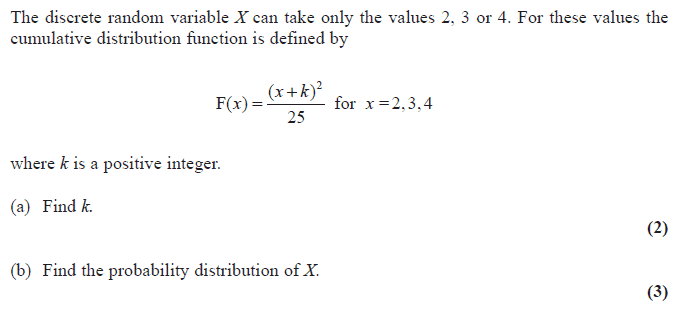 The discrete random variable X can take only the values 2, 3 or 4. For these values the
cumulative distribution function is defined by
F(x) = (x+k)² / 25 for x = 2,3,4
where k is a positive integer.
(a) Find k.
(2)
(b) Find the probability distribution of X.
(3)